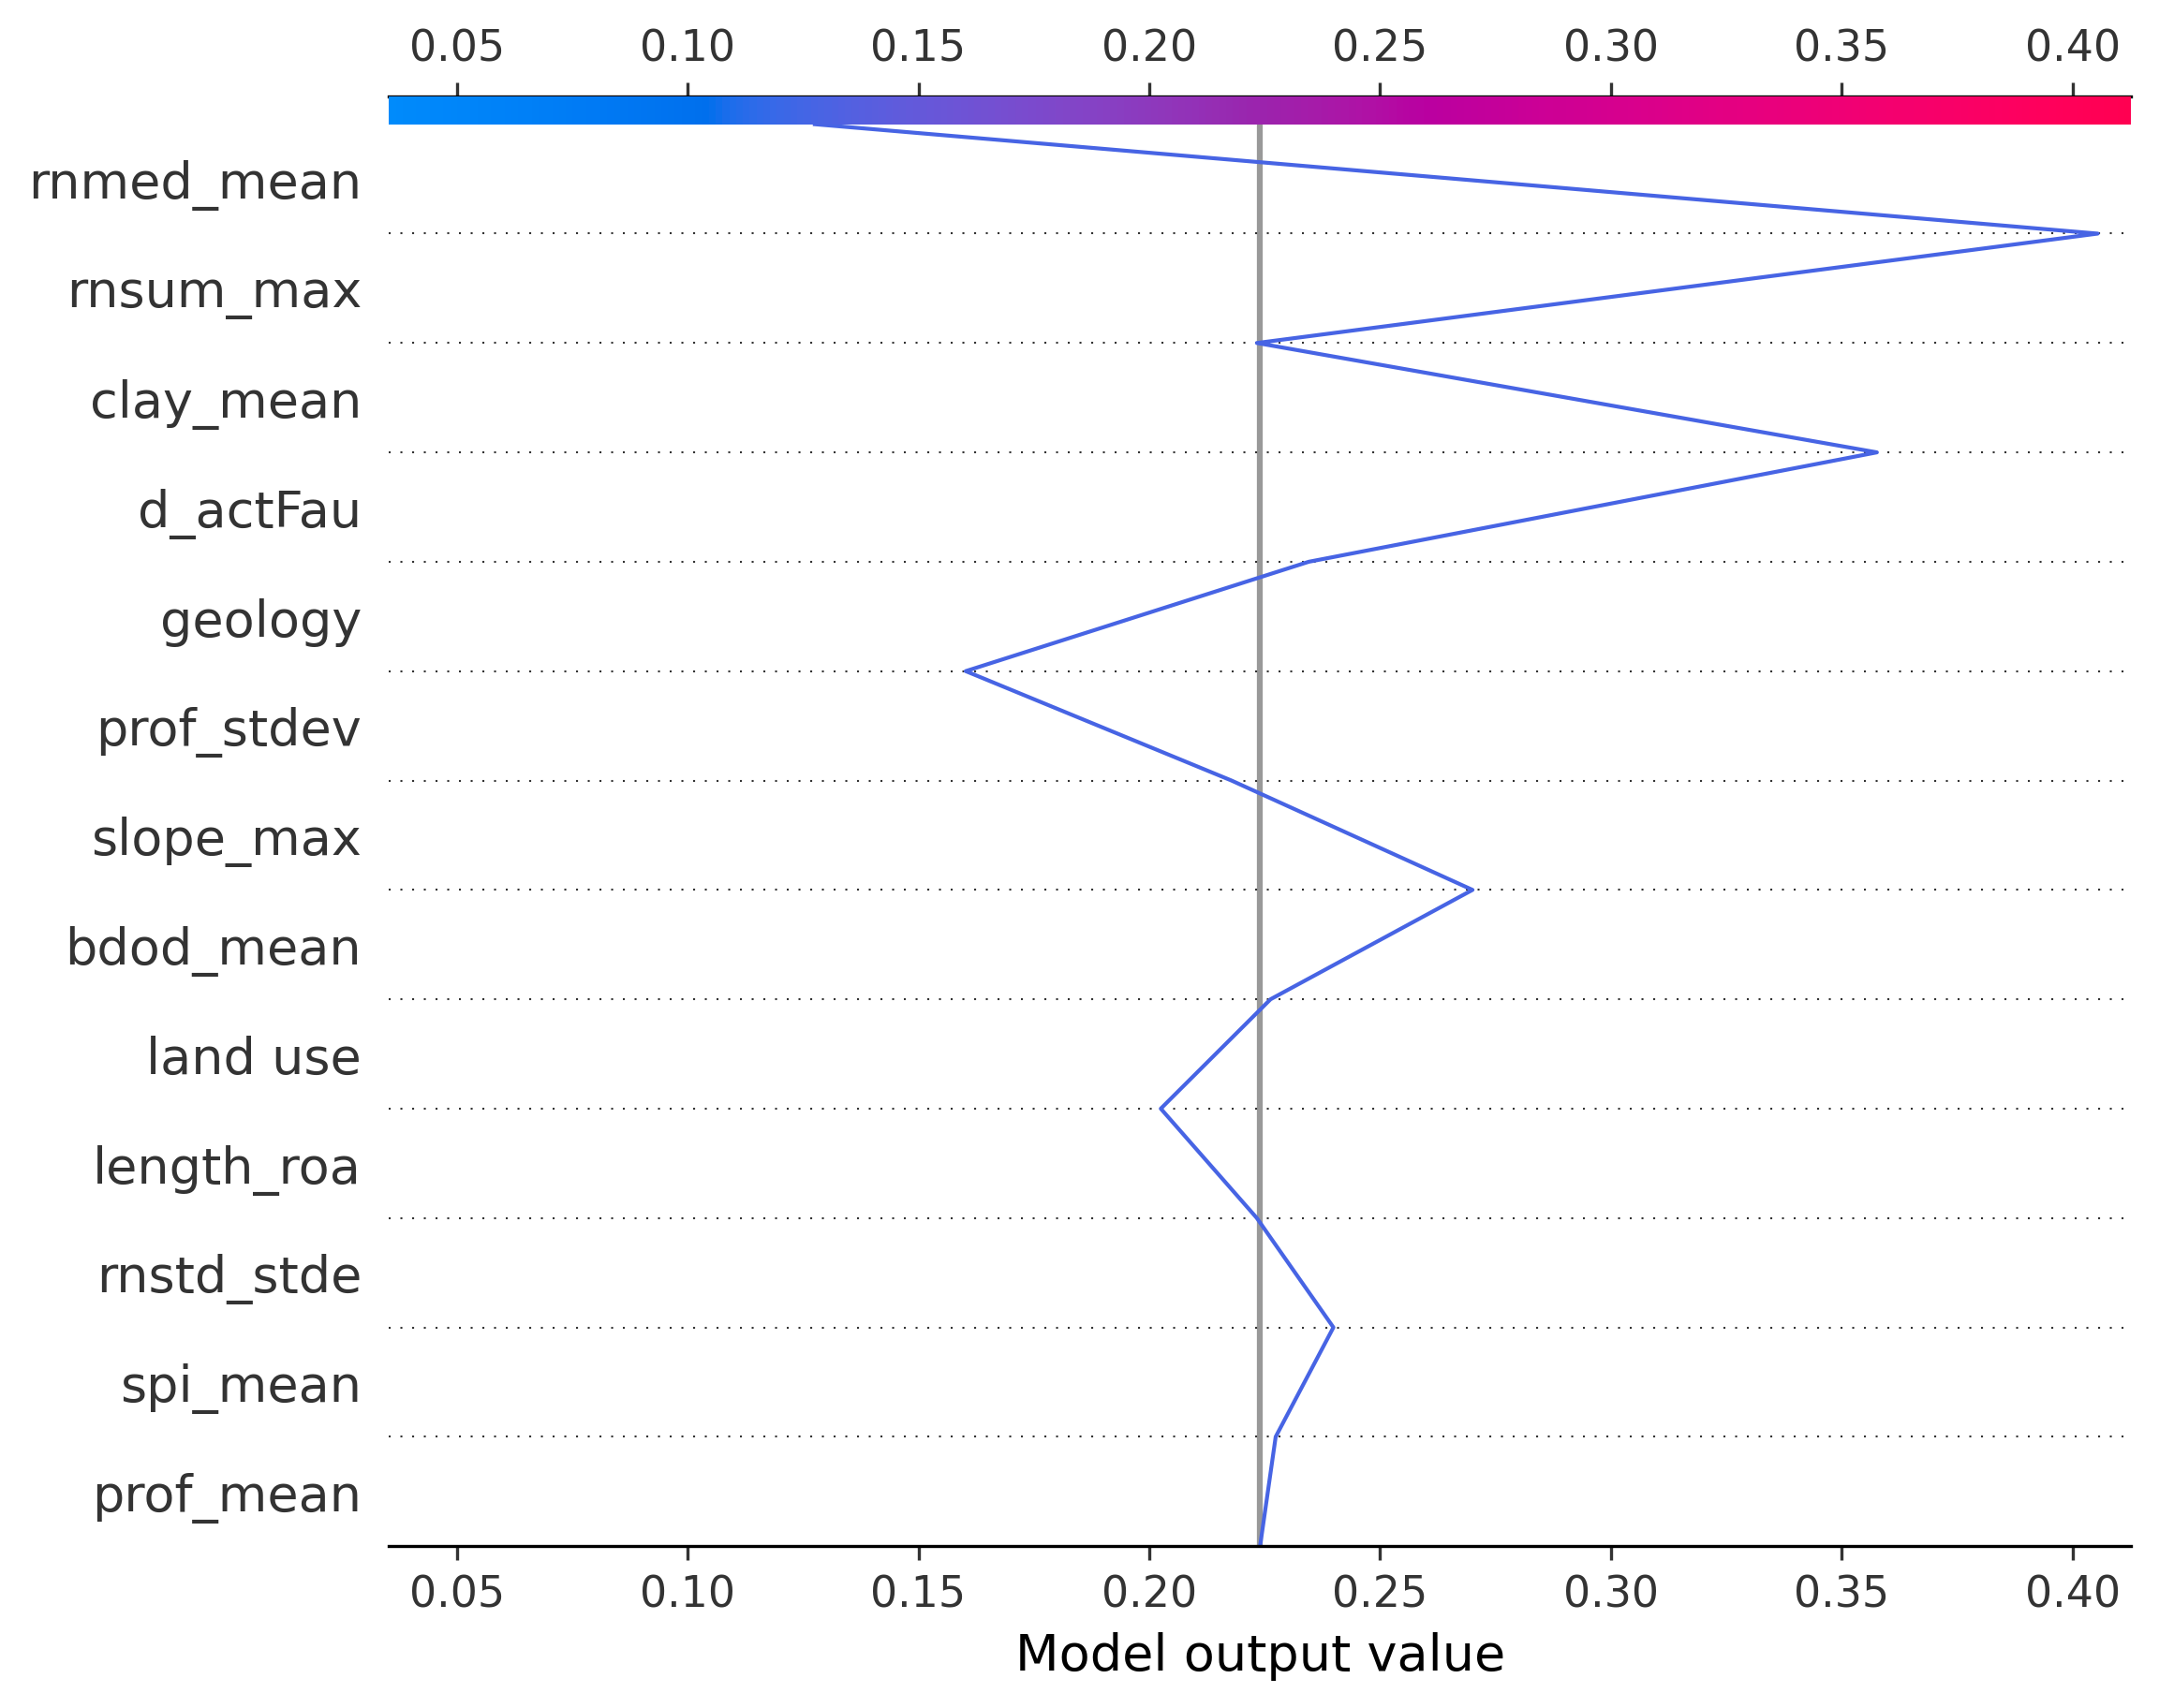 0.05 0.10 0.15 0.20 0.25 0.30 0.35 0.40
rnmed_mean
rnsum_max
clay_mean
d_actFau
geology
prof_stdev
slope_max
bdod_mean
land use
length_roa
rnstd_stde
spi_mean
prof_mean
0.05 0.10 0.15 0.20 0.25 0.30 0.35 0.40
Model output value